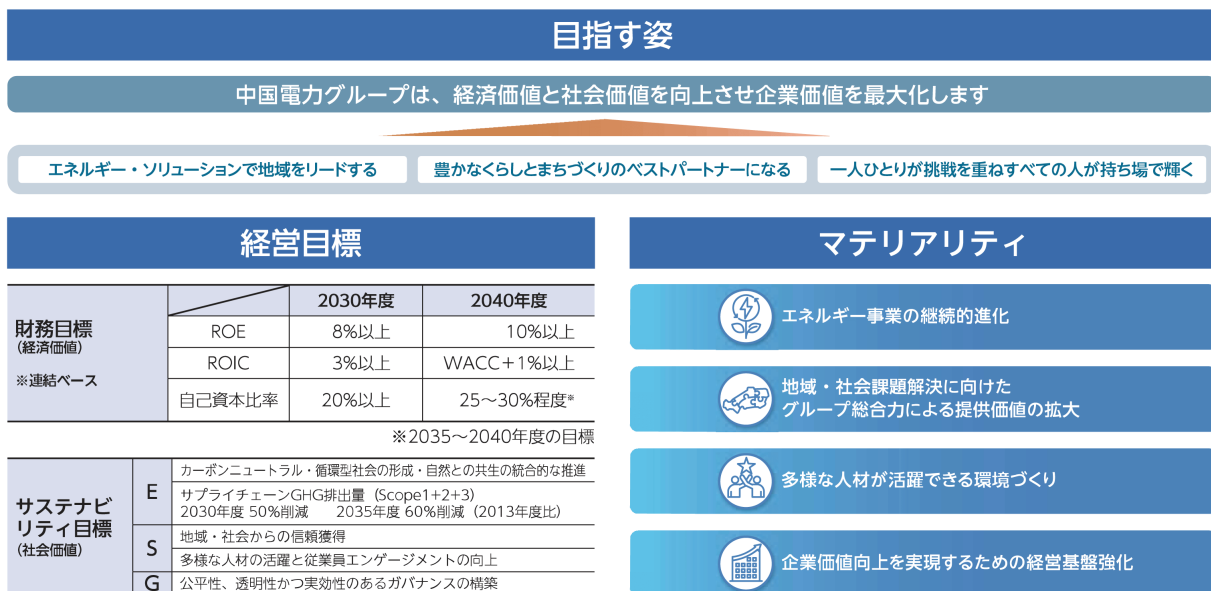 目指す姿
中国電力グループは、経済価値と社会価値を向上させ企業価値を最大化します
エネルギー・ソリューションで地域をリードする
豊かなくらしとまちづくりのベストパートナーになる
一人ひとりが挑戦を重ねすべての人が持ち場で輝く
経営目標
財務目標
(経済価値)
※連結ベース
2030年度 2040年度
ROE 8%以上 10%以上
ROIC 3%以上 WACC+1%以上
自己資本比率 20%以上 25~30%程度※
※2035~2040年度の目標
サステナビ
リティ目標
(社会価値)
E
カーボンニュートラル・循環型社会の形成・自然との共生の統合的な推進
サプライチェーンGHG排出量 (Scope1+2+3)
2030年度 50%削減 2035年度 60%削減 (2013年度比)
S
地域・社会からの信頼獲得
多様な人材の活躍と従業員エンゲージメントの向上
G
公平性、透明性かつ実効性のあるガバナンスの構築
マテリアリティ
エネルギー事業の継続的進化
地域・社会課題解決に向けた
グループ総合力による提供価値の拡大
多様な人材が活躍できる環境づくり
企業価値向上を実現するための経営基盤強化